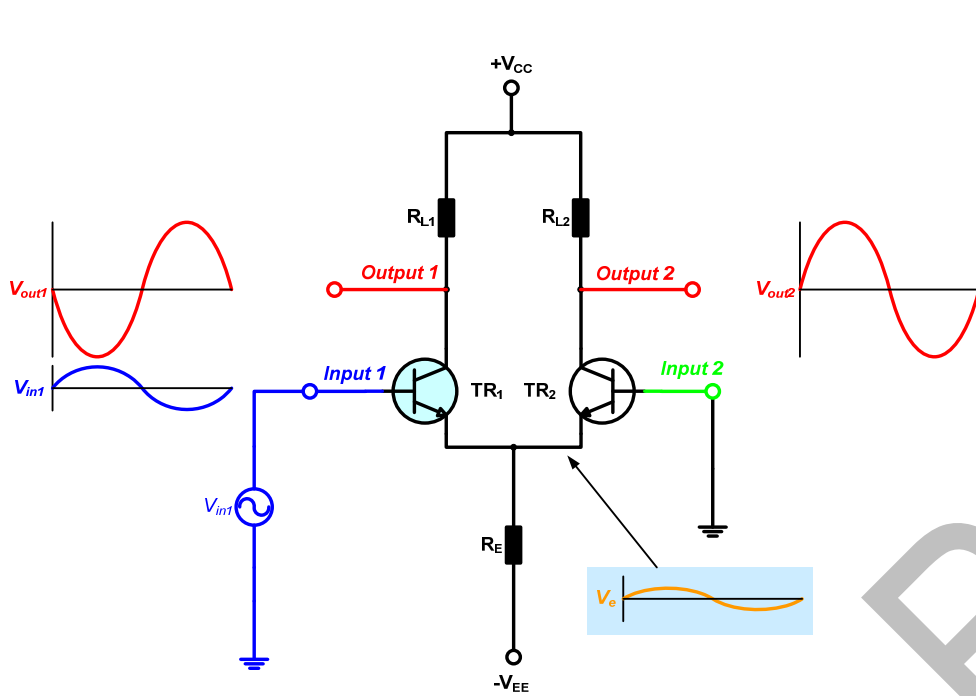 +VCC
RL1
RL2
Output 1
Output 2
Vout1
Vout2
Input 1
Input 2
Vin1
TR1
TR2
Vin1
RE
Ve
-VEE